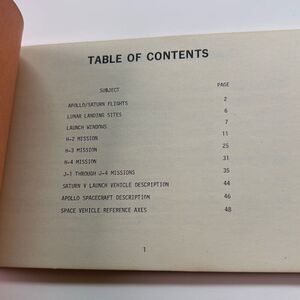 TABLE OF CONTENTS
SUBJECT PAGE
APOLLO/SATURN FLIGHTS 2
LUNAR LANDING SITES 6
LAUNCH WINDOWS 7
H-2 MISSION 11
H-3 MISSION 25
H-4 MISSION 31
J-1 THROUGH J-4 MISSIONS 35
SATURN V LAUNCH VEHICLE DESCRIPTION 44
APOLLO SPACECRAFT DESCRIPTION 46
SPACE VEHICLE REFERENCE AXES 48
1